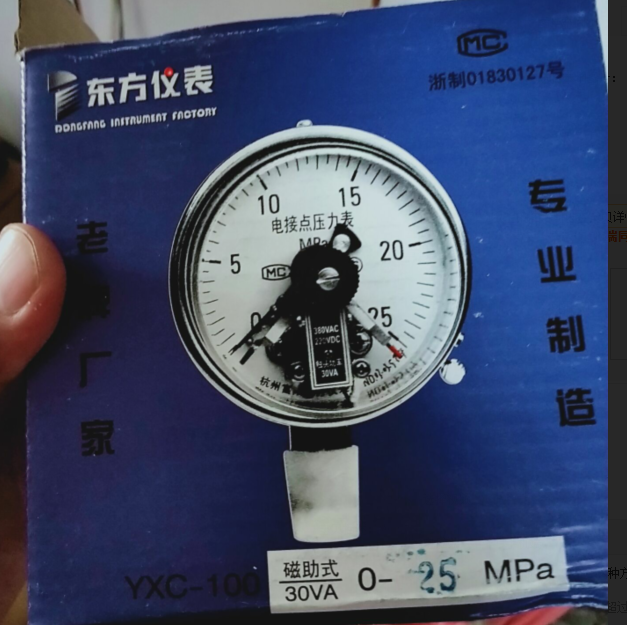 东方仪表
DONGFANG INSTRUMENT FACTORY
MC
浙制01830127号
老牌厂家
专业制造
0
5
10
15
20
25
电接点压力表
MPa
MC
380VAC
220VDC
30VA
YXC-100
磁助式
30VA
0-25 MPa